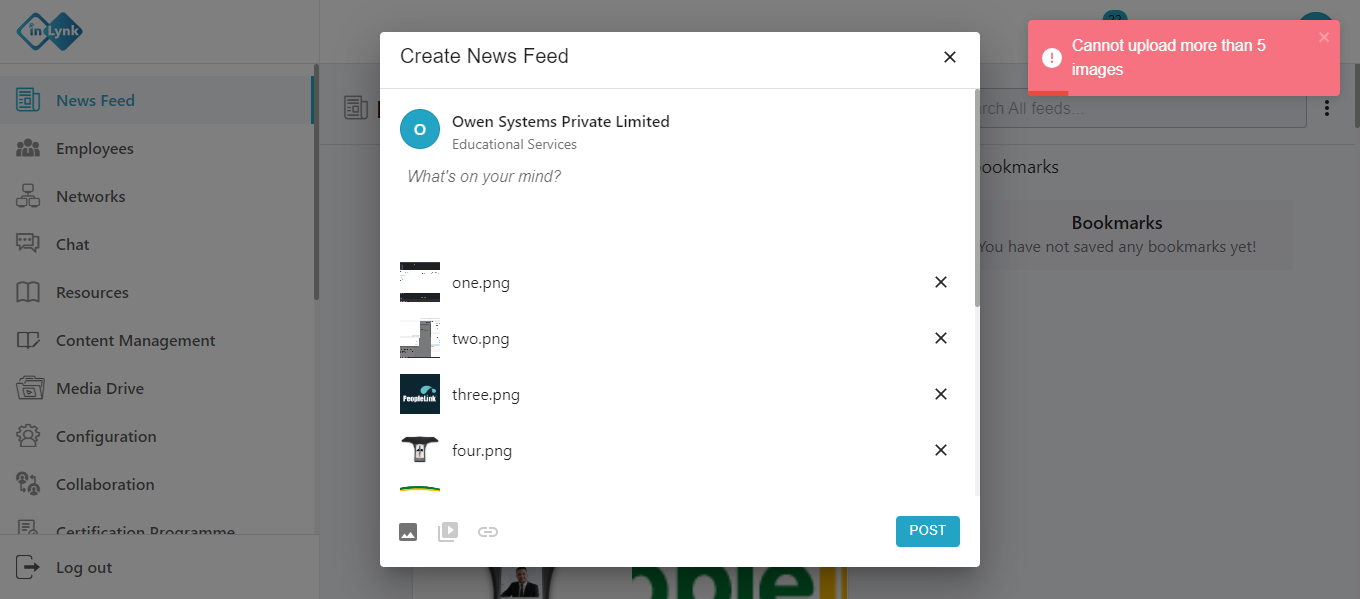 inLynk
22
Create News Feed
Cannot upload more than 5
images
News Feed
Owen Systems Private Limited
O
Educational Services
What's on your mind?
rch All feeds...
Employees
ookmarks
Networks
Bookmarks
You have not saved any bookmarks yet!
Chat
Resources
one.png
Content Management
two.png
Media Drive
three.png
PeopleLink
Configuration
four.png
Collaboration
Certification Programme
POST
Log out
ople